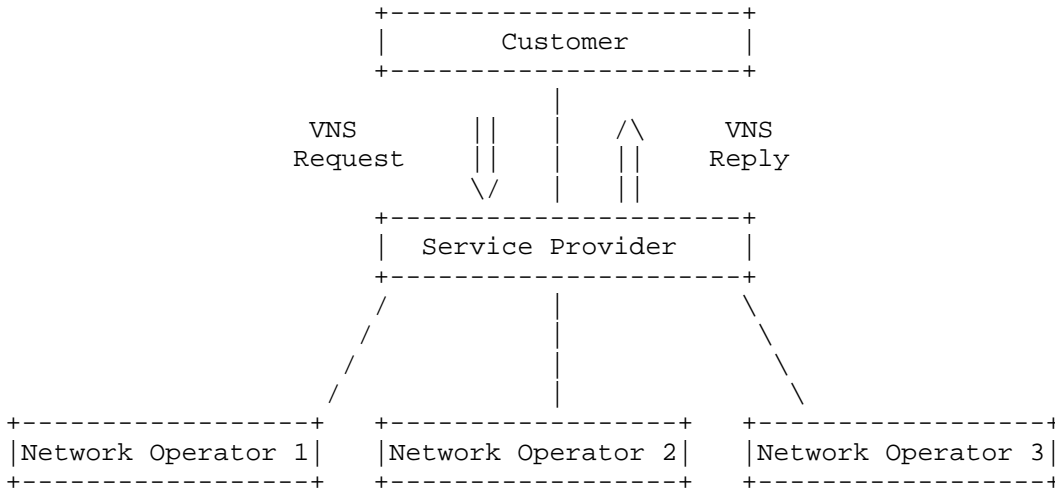 Customer
VNS VNS
Request Reply
Service Provider
Network Operator 1 Network Operator 2 Network Operator 3